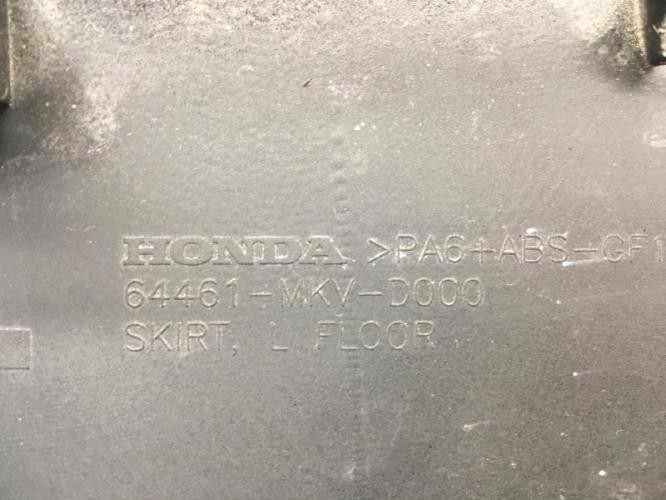 HONDA >PA6+ABS-GF1
64461-MKV-D000
SKIRT, L FLOOR